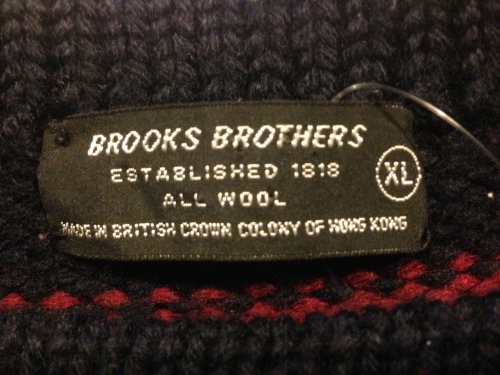 BROOKS BROTHERS
ESTABLISHED 1818
ALL WOOL
XL
MADE IN BRITISH CROWN COLONY OF HONG KONG